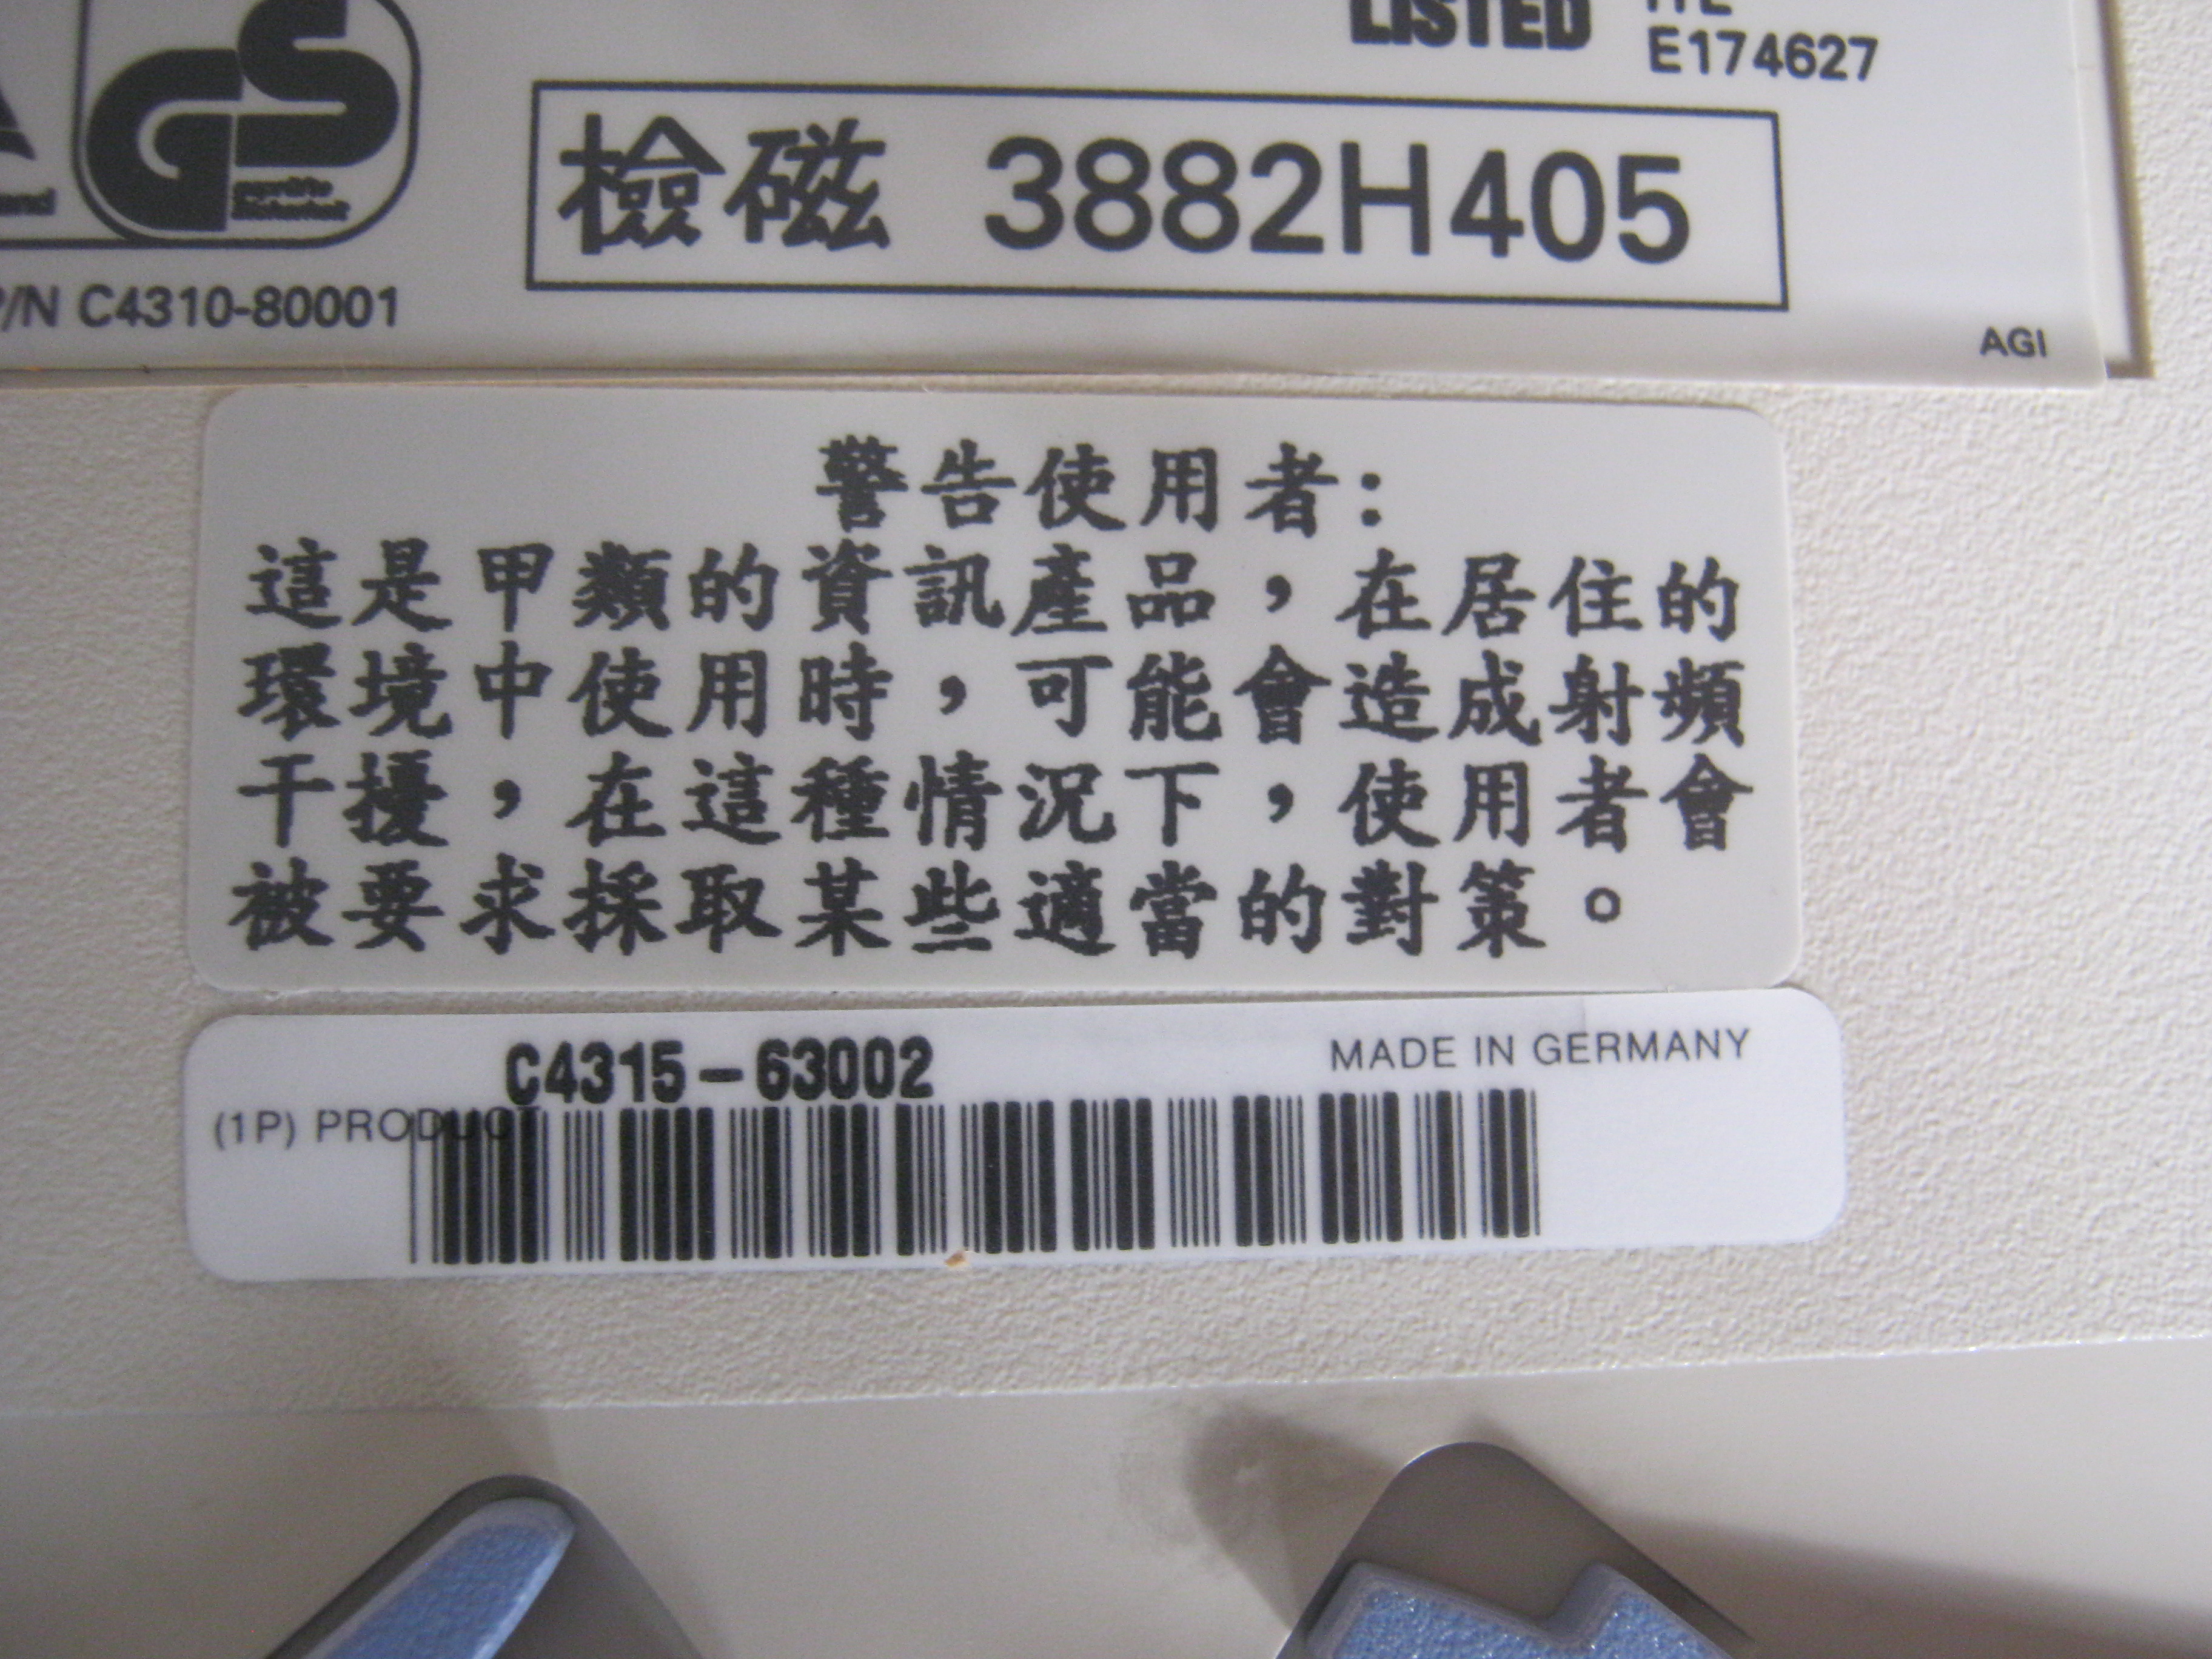 LISTED
E174627
GS
geprüfte
Sicherheit
檢磁 3882H405
P/N C4310-80001
AGI
警告使用者:
這是甲類的資訊產品，在居住的
環境中使用時，可能會造成射頻
干擾，在這種情況下，使用者會
被要求採取某些適當的對策。
C4315-63002
MADE IN GERMANY
(1P) PRODUCT